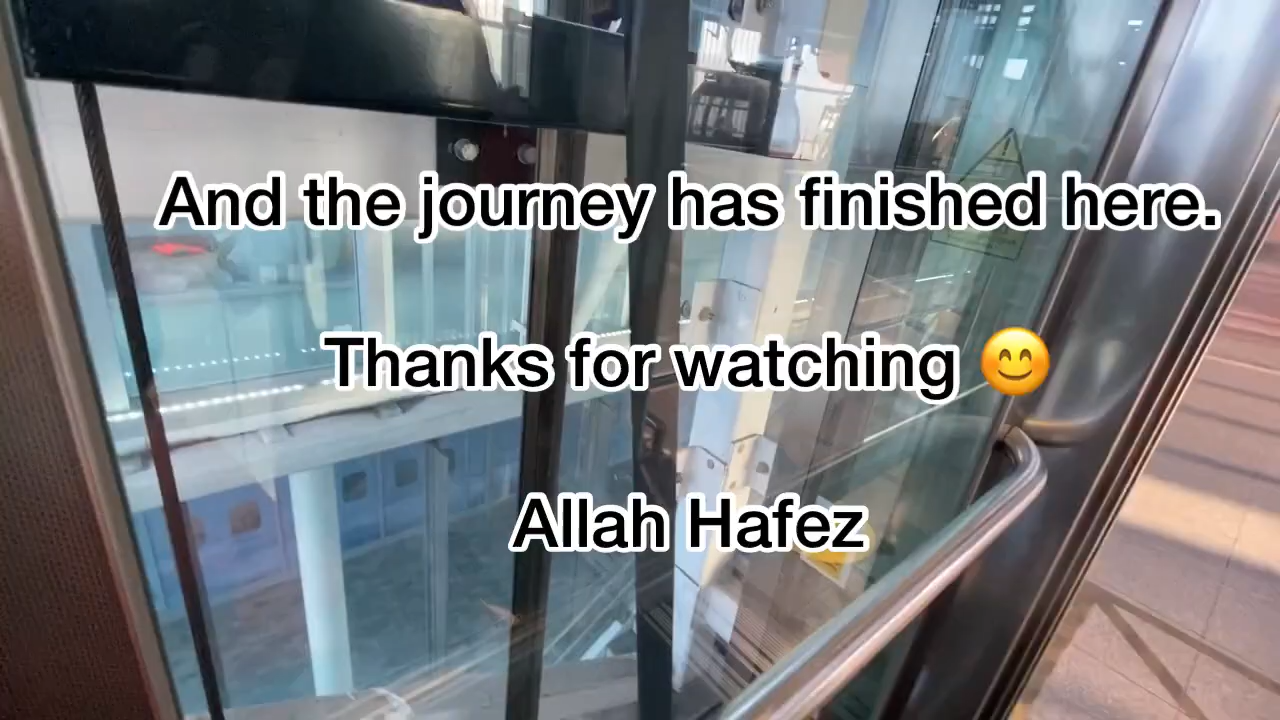 And the journey has finished here.
Thanks for watching 😊
Allah Hafez